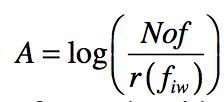 A = log(Nof / r(f_iw))